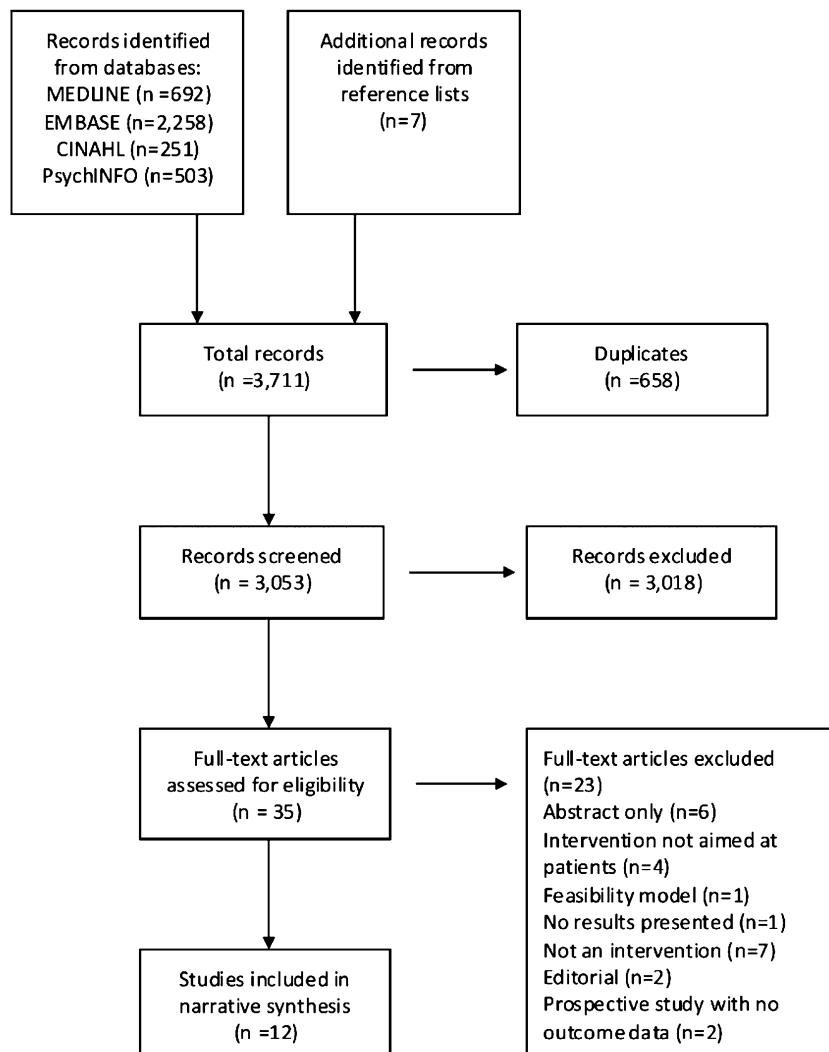 Records identified
from databases:
MEDLINE (n =692)
EMBASE (n=2,258)
CINAHL (n=251)
PsychINFO (n=503)
Additional records
identified from
reference lists
(n=7)
Total records
(n =3,711)
Duplicates
(n =658)
Records screened
(n = 3,053)
Records excluded
(n = 3,018)
Full-text articles
assessed for eligibility
(n = 35)
Full-text articles excluded
(n=23)
Abstract only (n=6)
Intervention not aimed at
patients (n=4)
Feasibility model (n=1)
No results presented (n=1)
Not an intervention (n=7)
Editorial (n=2)
Prospective study with no
outcome data (n=2)
Studies included in
narrative synthesis
(n =12)